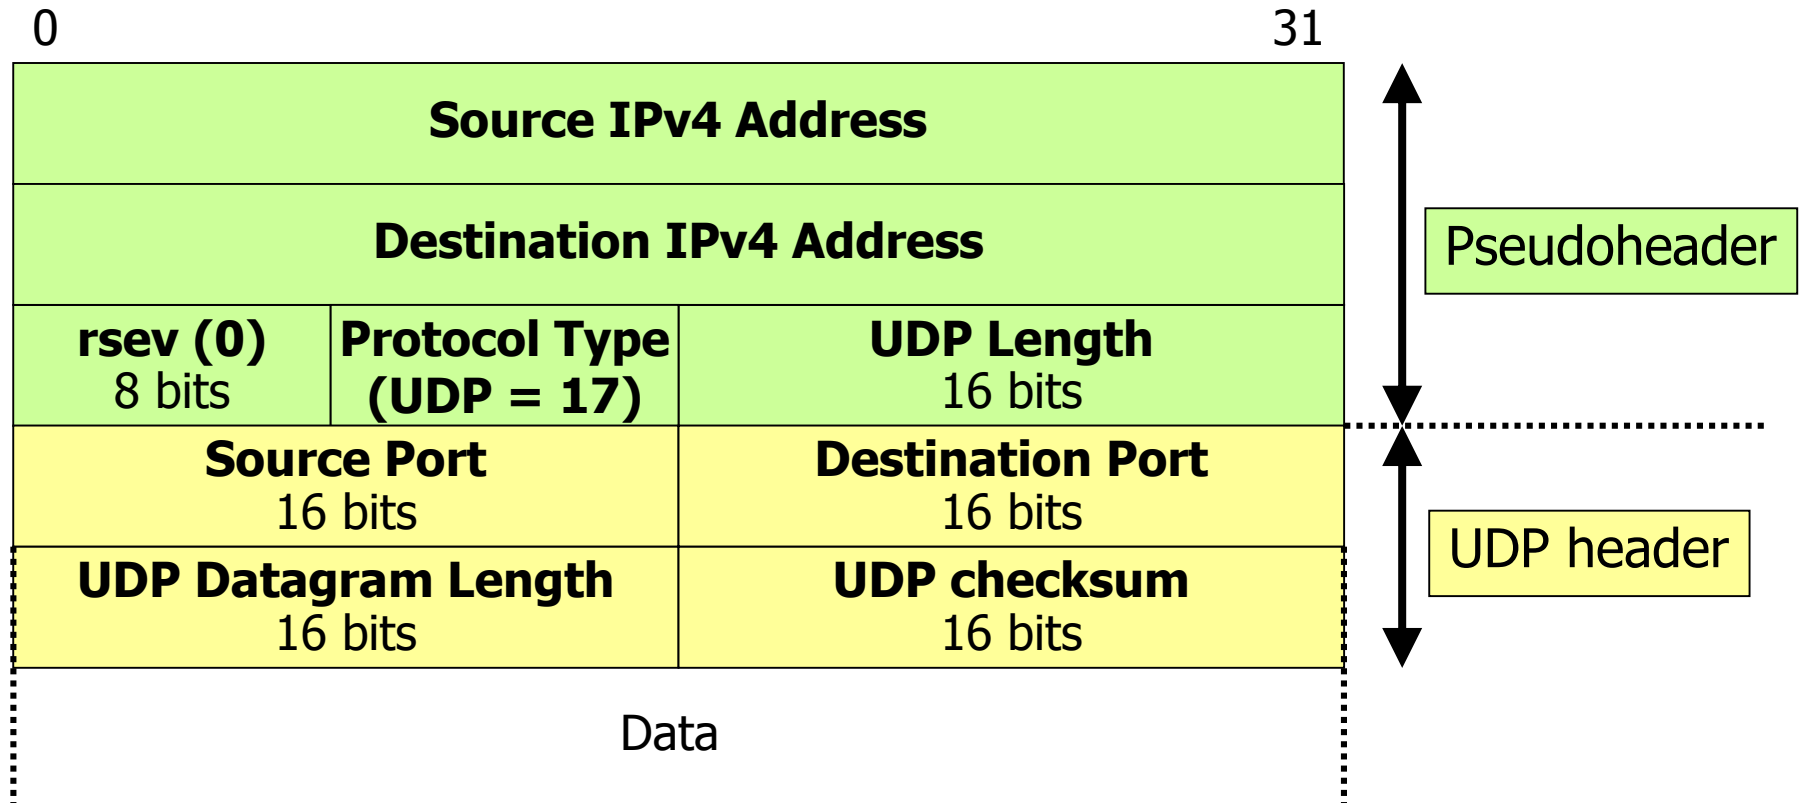 0 31
Source IPv4 Address
Destination IPv4 Address
Pseudoheader
rsev (0) Protocol Type UDP Length
8 bits (UDP = 17) 16 bits
Source Port Destination Port
16 bits 16 bits
UDP header
UDP Datagram Length UDP checksum
16 bits 16 bits
Data